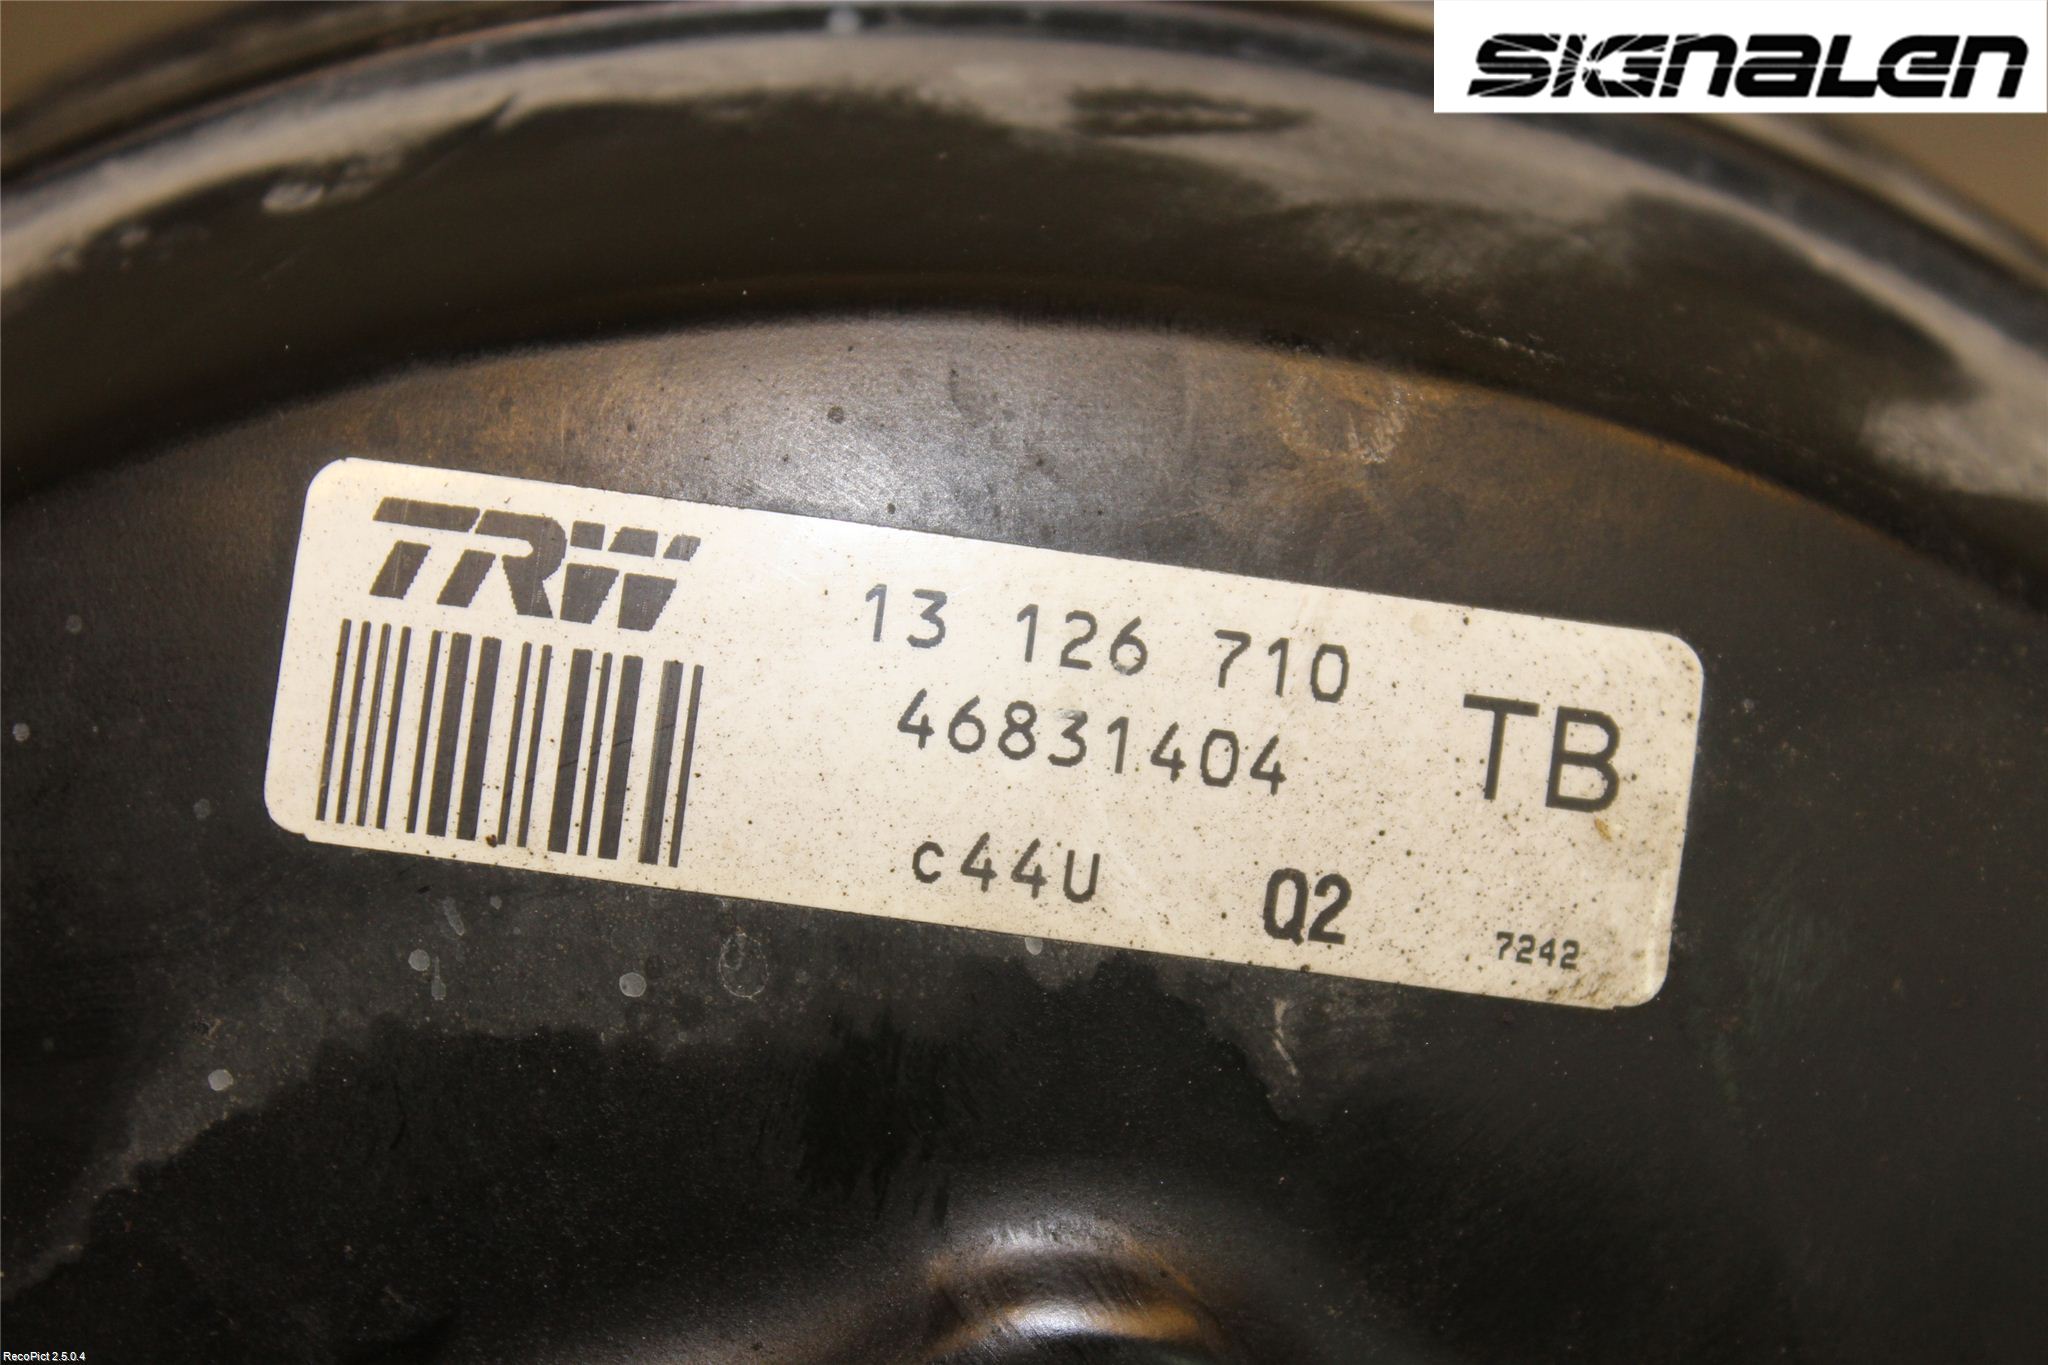 SIGNALEN
TRW
13 126 710
46831404
TB
c44U
Q2
7242
RecoPict 2.5.0.4